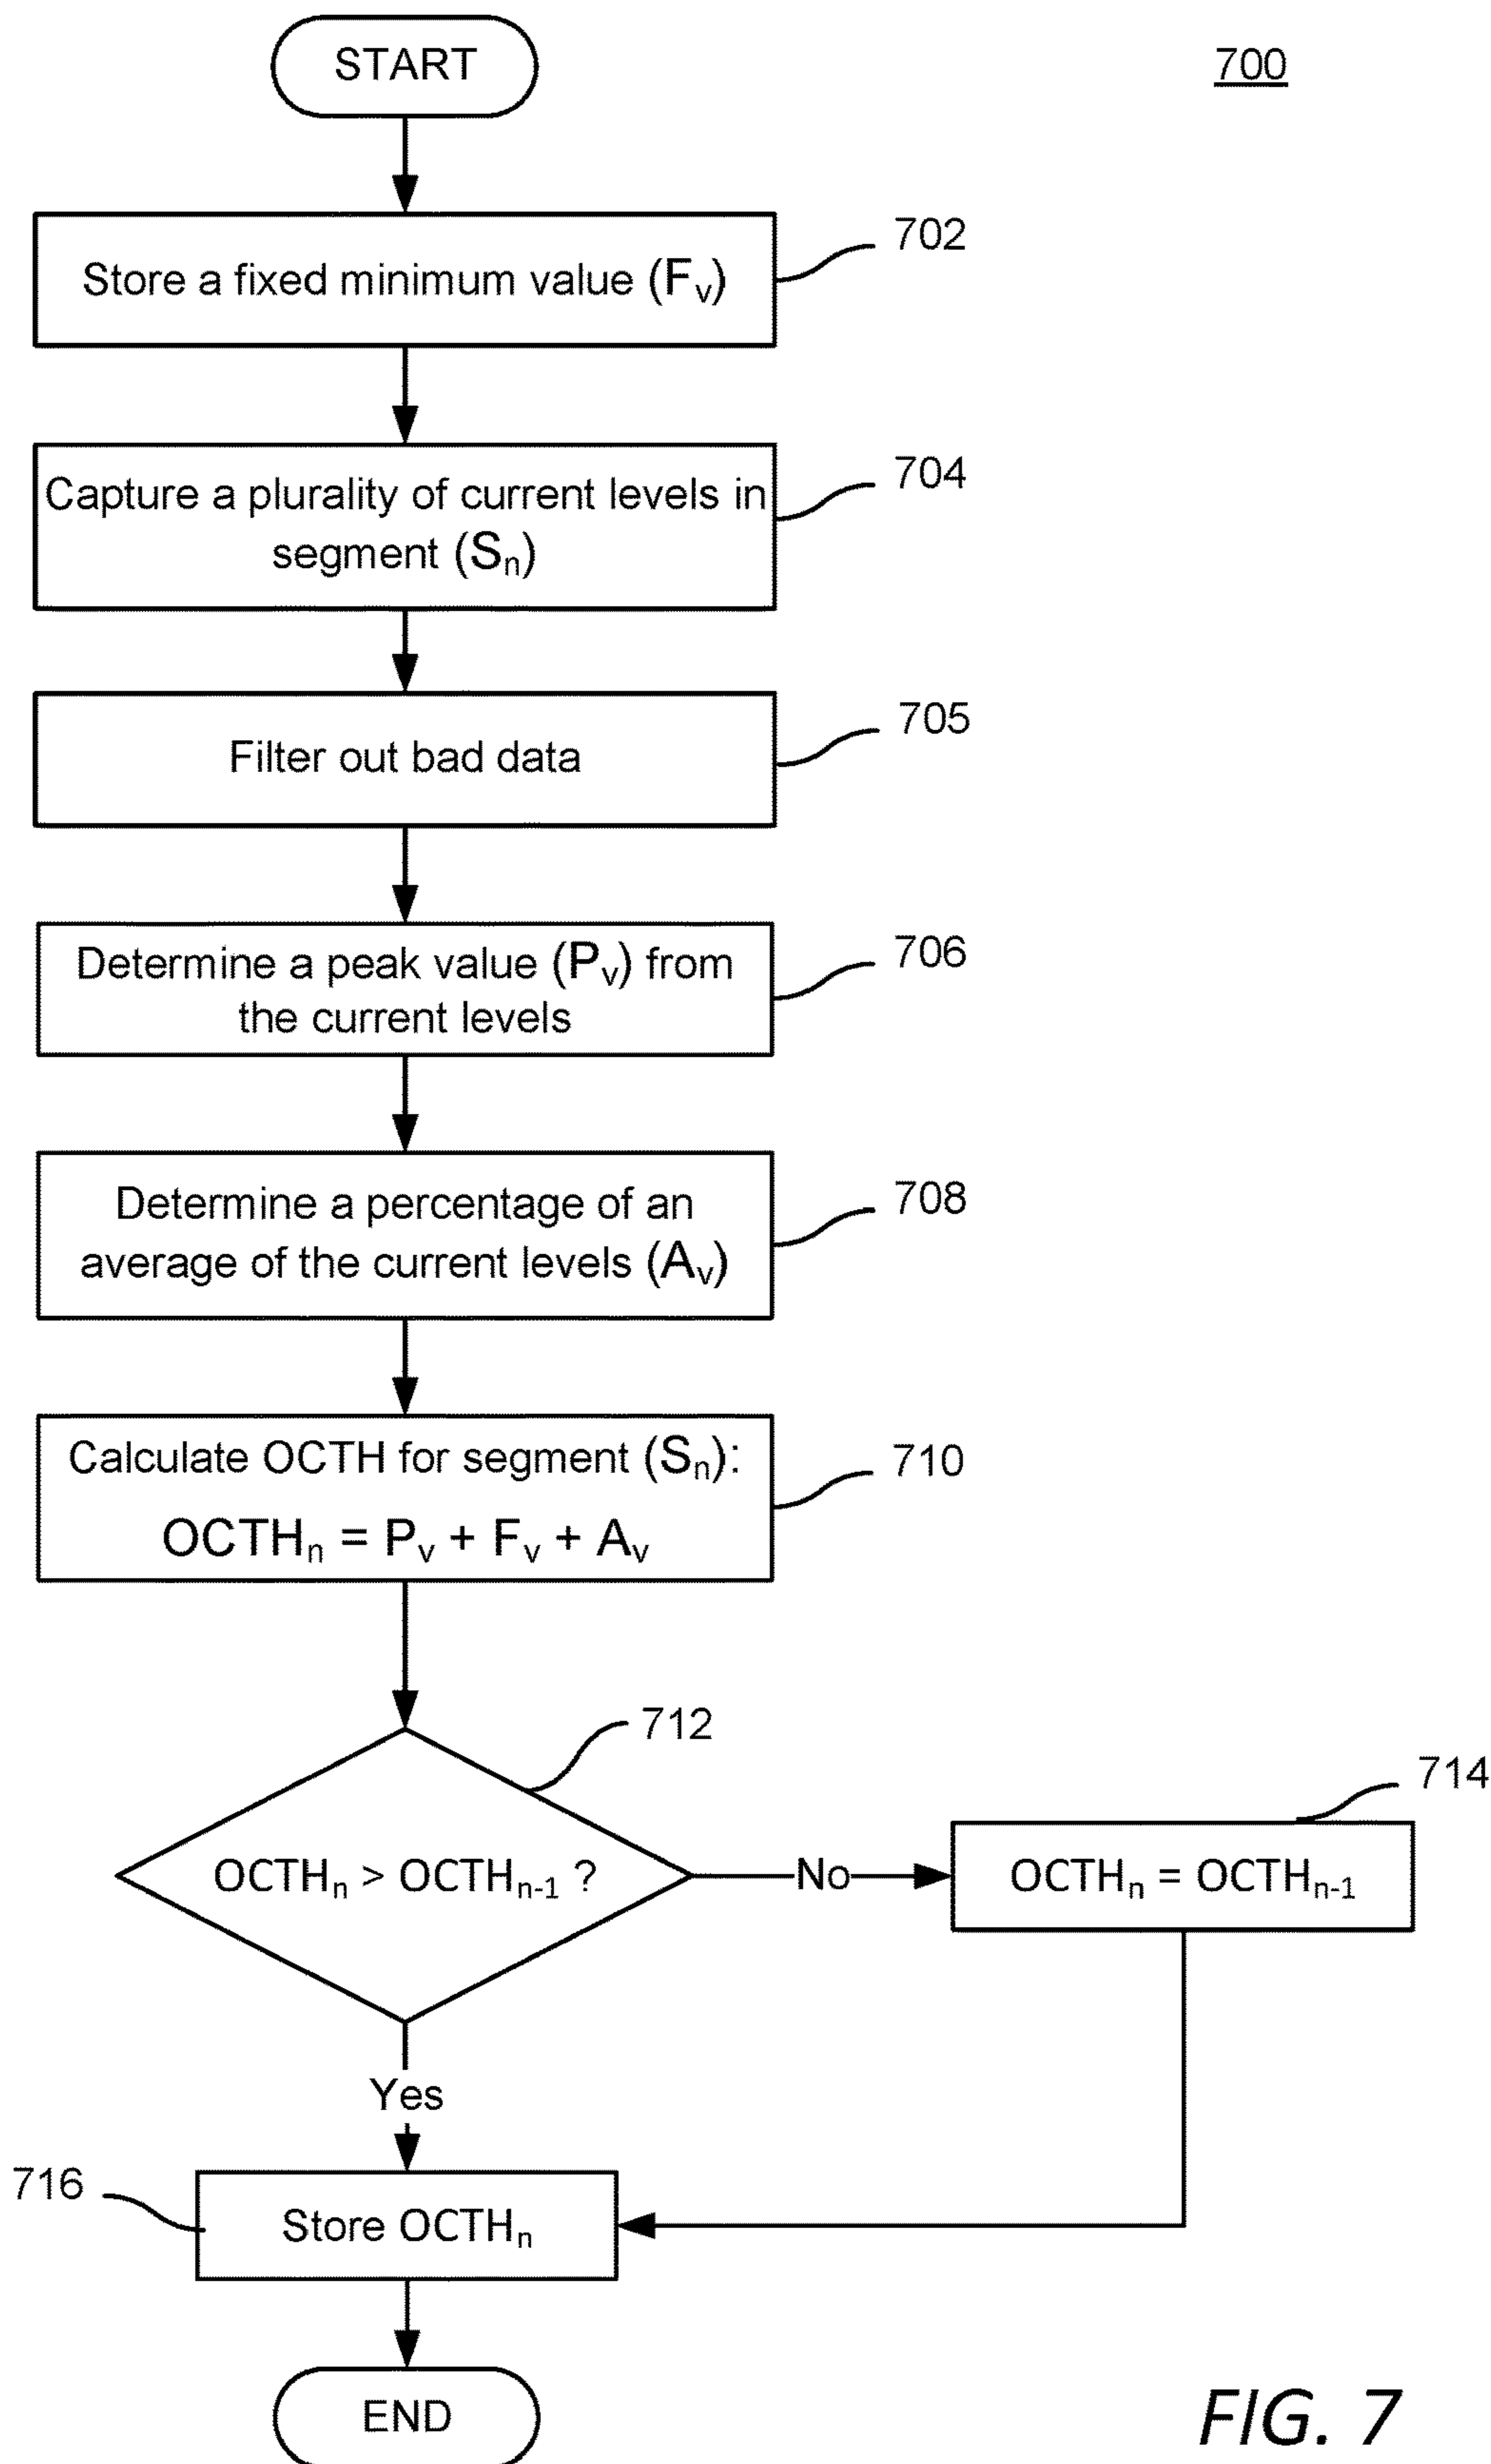 START
700
702
Store a fixed minimum value (Fᵥ)
704
Capture a plurality of current levels in
segment (Sₙ)
705
Filter out bad data
706
Determine a peak value (Pᵥ) from
the current levels
708
Determine a percentage of an
average of the current levels (Aᵥ)
710
Calculate OCTH for segment (Sₙ):
OCTHₙ = Pᵥ + Fᵥ + Aᵥ
712
OCTHₙ > OCTHₙ₋₁ ?
No
714
OCTHₙ = OCTHₙ₋₁
Yes
716
Store OCTHₙ
END
FIG. 7